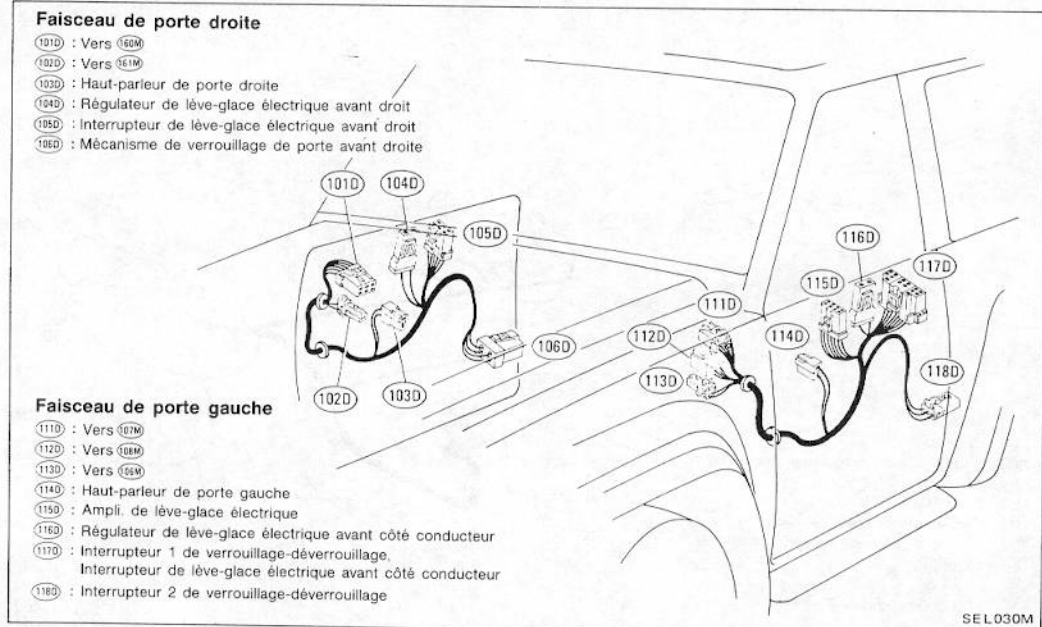 Faisceau de porte droite
101D : Vers 160M
102D : Vers 161M
103D : Haut-parleur de porte droite
104D : Régulateur de lève-glace électrique avant droit
105D : Interrupteur de lève-glace électrique avant droit
106D : Mécanisme de verrouillage de porte avant droite
101D
104D
105D
106D
102D
103D
116D
117D
115D
111D
114D
112D
113D
118D
Faisceau de porte gauche
111D : Vers 107M
112D : Vers 108M
113D : Vers 106M
114D : Haut-parleur de porte gauche
115D : Ampli. de lève-glace électrique
116D : Régulateur de lève-glace électrique avant côté conducteur
117D : Interrupteur 1 de verrouillage-déverrouillage,
Interrupteur de lève-glace électrique avant côté conducteur
118D : Interrupteur 2 de verrouillage-déverrouillage
SEL030M